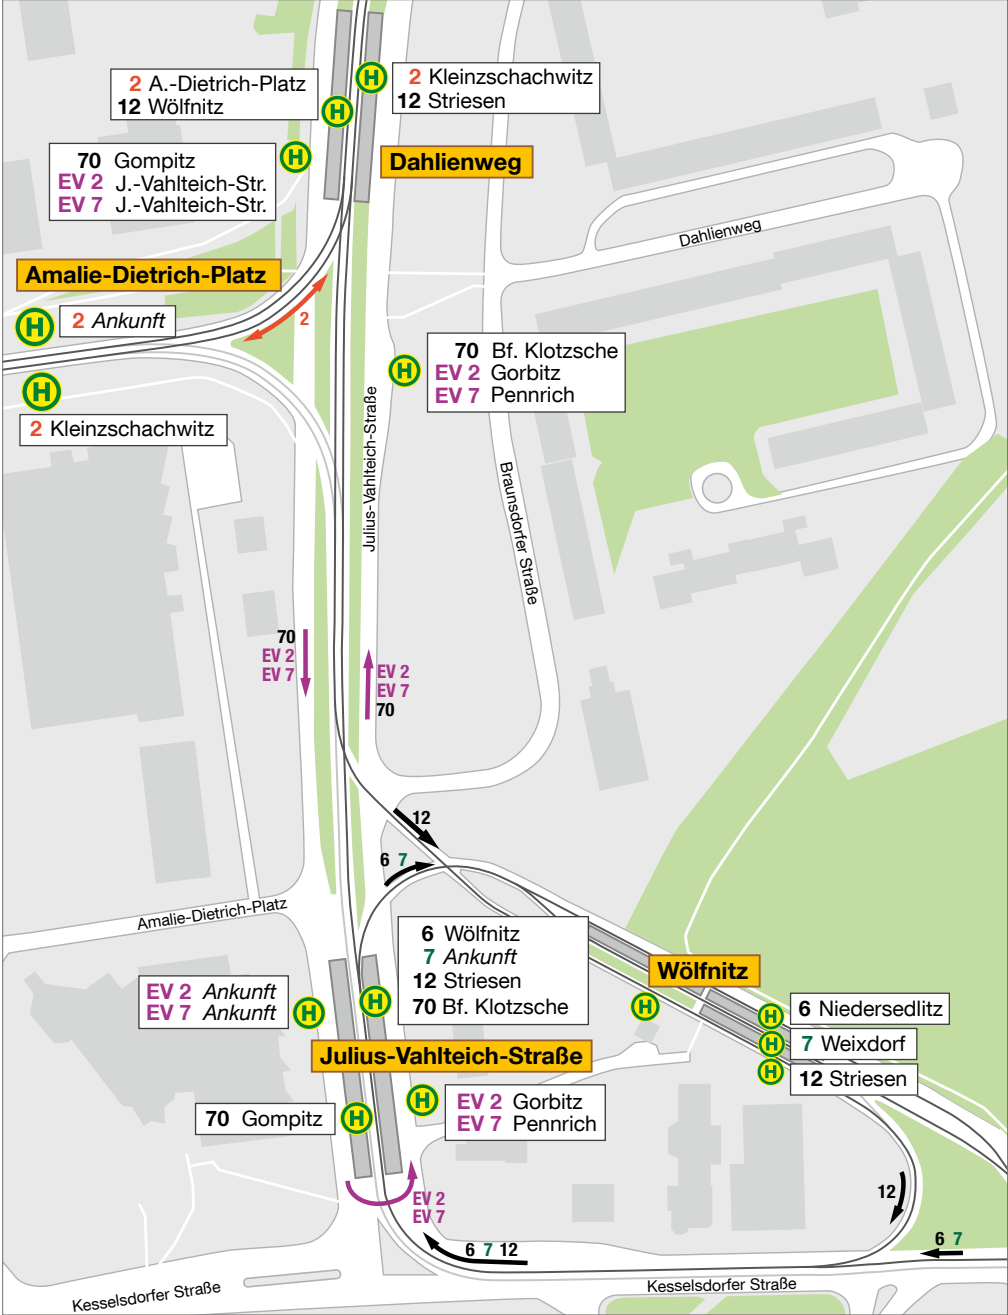 2 A.-Dietrich-Platz
12 Wölfnitz
H
H
2 Kleinzschachwitz
12 Striesen
H
70 Gompitz
EV 2 J.-Vahlteich-Str.
EV 7 J.-Vahlteich-Str.
Dahlienweg
Dahlienweg
Amalie-Dietrich-Platz
H
2 Ankunft
2
H
2 Kleinzschachwitz
H
70 Bf. Klotzsche
EV 2 Gorbitz
EV 7 Pennrich
Julius-Vahlteich-Straße
Braunsdorfer Straße
70
EV 2
EV 7
EV 2
EV 7
70
12
6 7
Amalie-Dietrich-Platz
6 Wölfnitz
7 Ankunft
12 Striesen
70 Bf. Klotzsche
H
EV 2 Ankunft
EV 7 Ankunft
H
Wölfnitz
H
H
6 Niedersedlitz
H
7 Weixdorf
H
12 Striesen
Julius-Vahlteich-Straße
70 Gompitz
H
H
EV 2 Gorbitz
EV 7 Pennrich
EV 2
EV 7
12
6 7
6 7 12
Kesselsdorfer Straße
Kesselsdorfer Straße